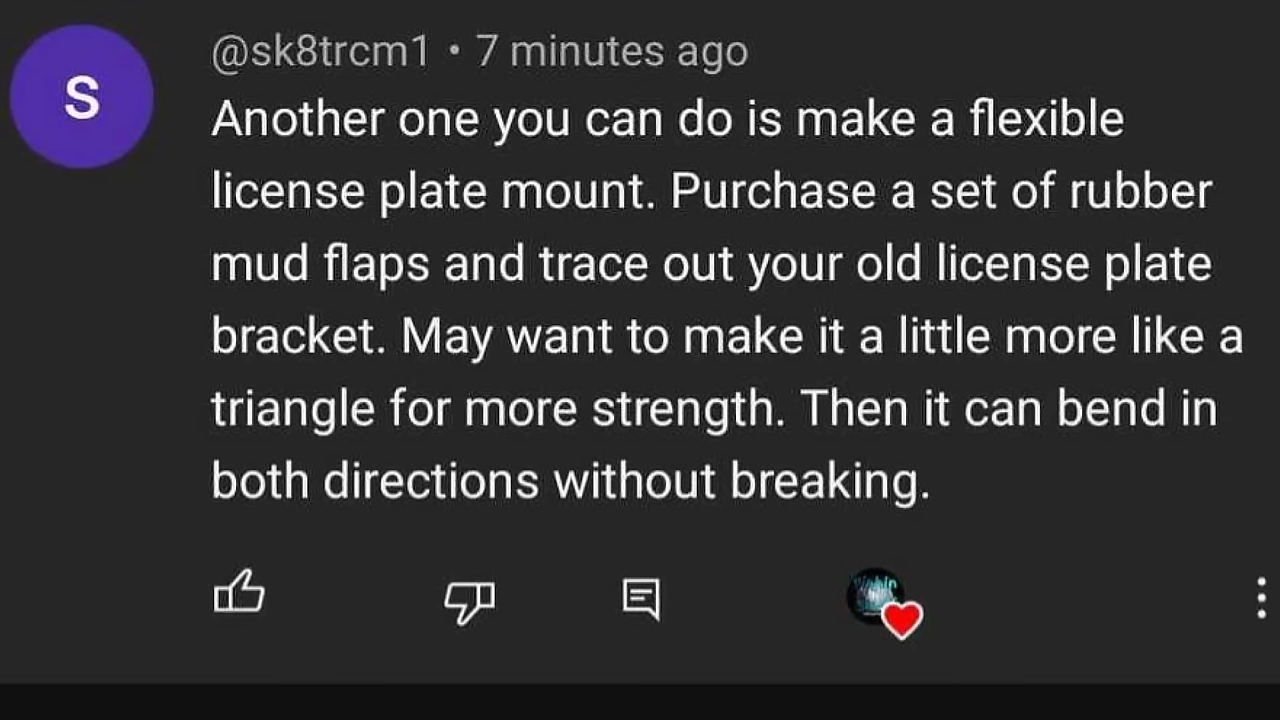 S
@sk8trcm1 • 7 minutes ago
Another one you can do is make a flexible
license plate mount. Purchase a set of rubber
mud flaps and trace out your old license plate
bracket. May want to make it a little more like a
triangle for more strength. Then it can bend in
both directions without breaking.